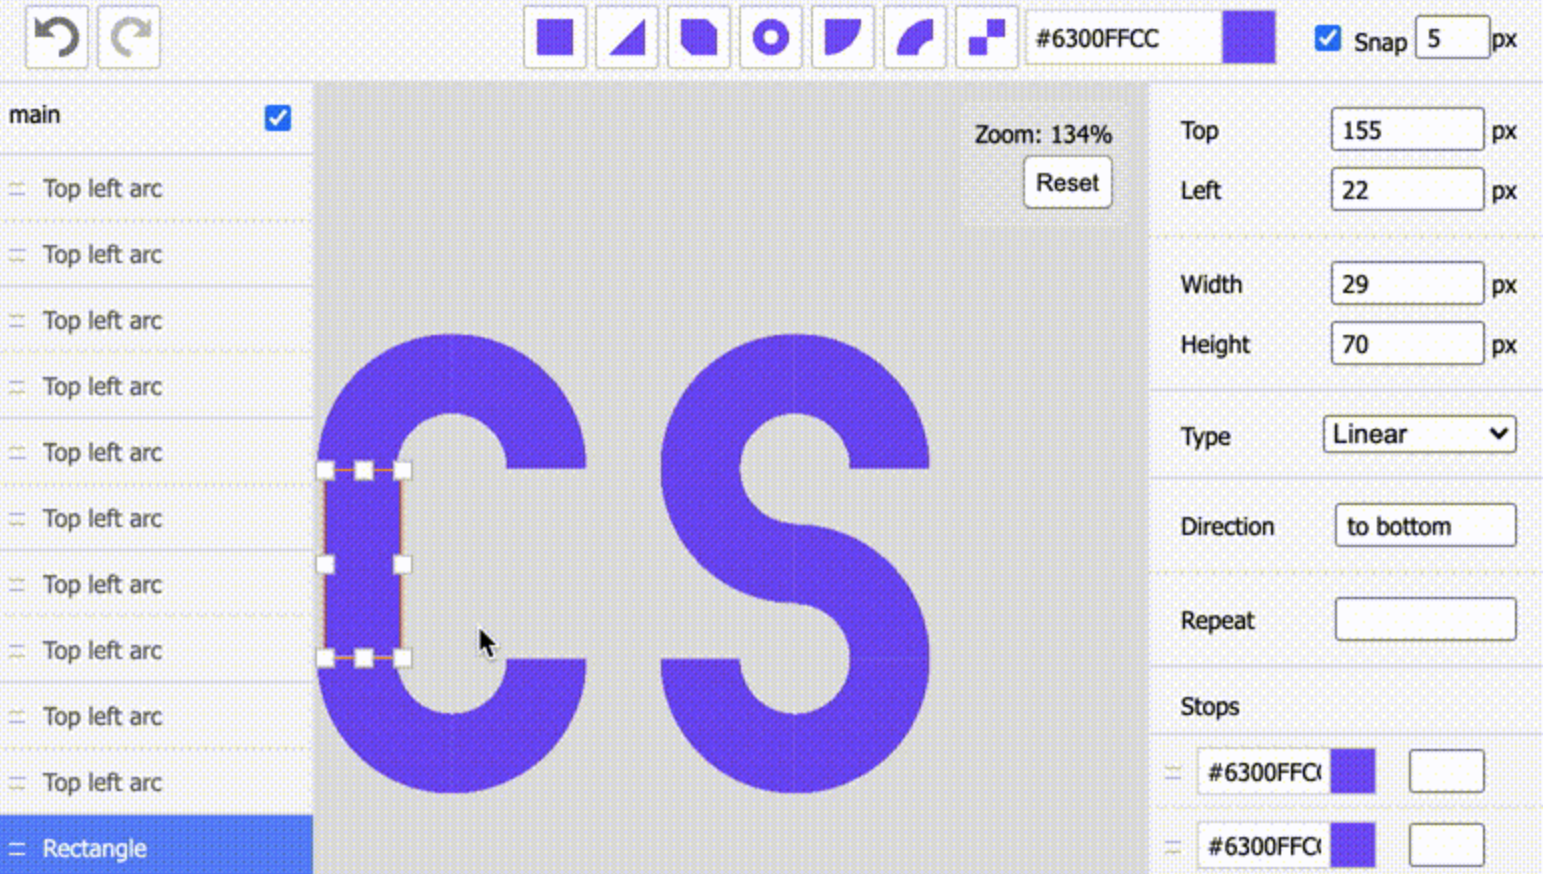 #6300FFCC
Snap 5 px
main
Top left arc
Top left arc
Top left arc
Top left arc
Top left arc
Top left arc
Top left arc
Top left arc
Top left arc
Top left arc
Rectangle
Zoom: 134%
Reset
CS
Top 155 px
Left 22 px
Width 29 px
Height 70 px
Type Linear
Direction to bottom
Repeat
Stops
#6300FFC
#6300FFC